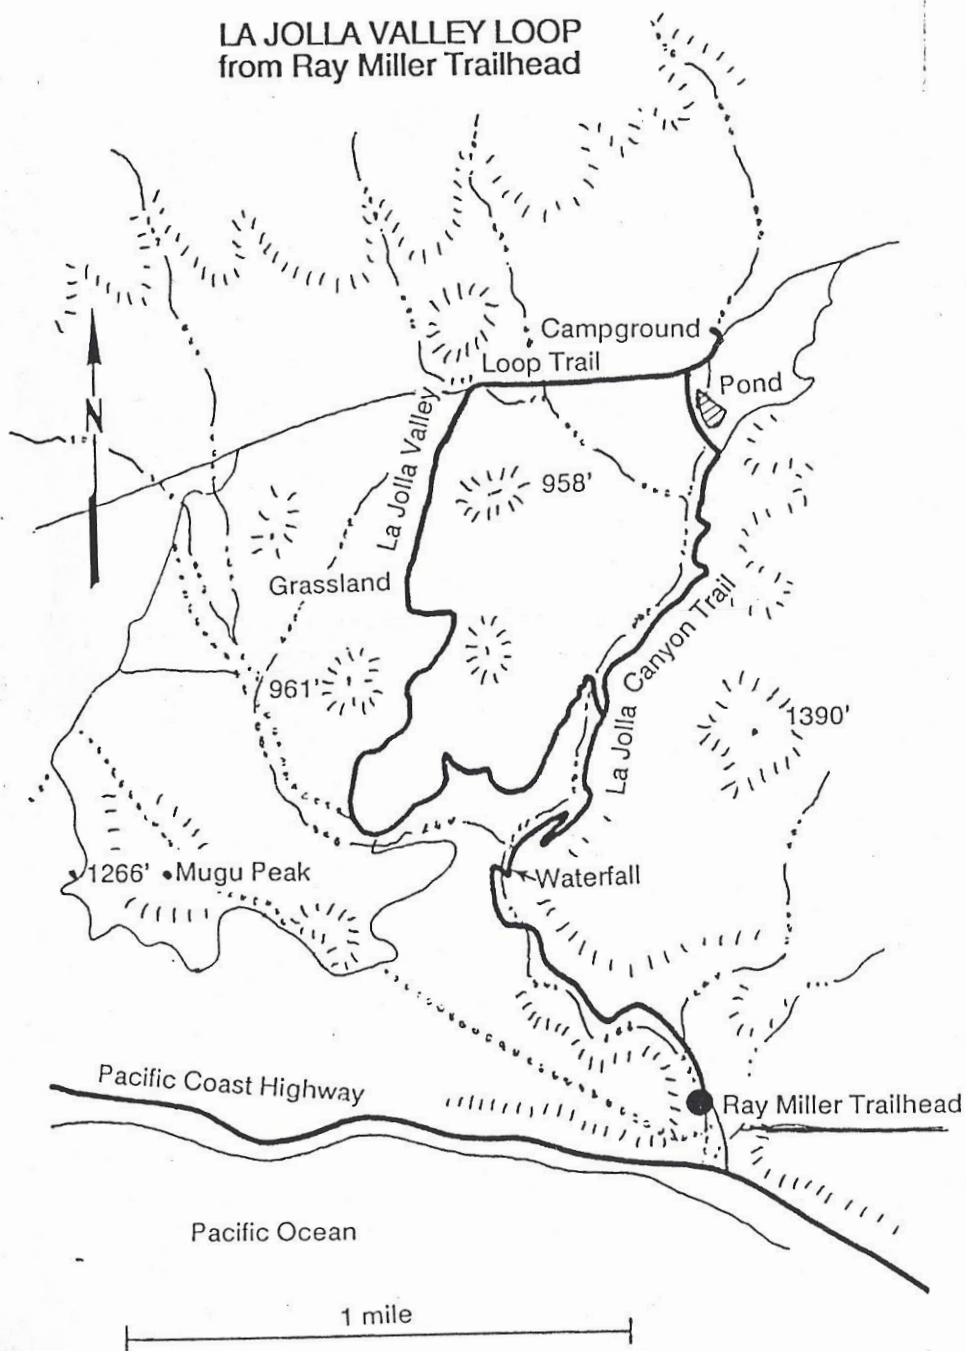 LA JOLLA VALLEY LOOP
from Ray Miller Trailhead
Campground
Loop Trail
Pond
N
La Jolla Valley
958'
Grassland
La Jolla Canyon Trail
961'
1390'
1266'
Mugu Peak
Waterfall
Pacific Coast Highway
Ray Miller Trailhead
Pacific Ocean
1 mile